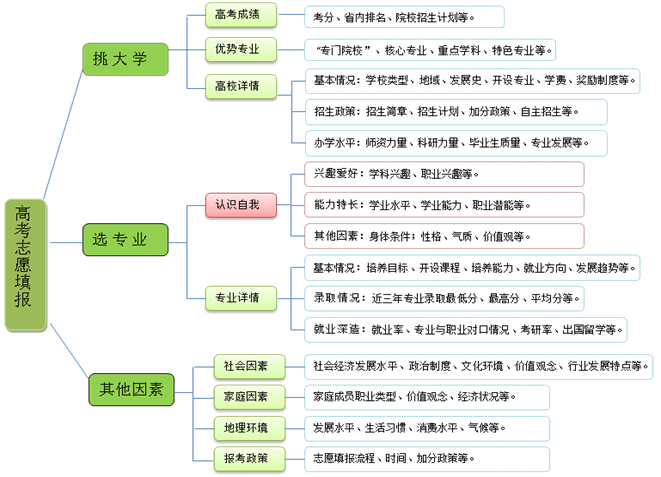 高考志愿填报
挑大学
高考成绩
考分、省内排名、院校招生计划等。
优势专业
“专门院校”、核心专业、重点学科、特色专业等。
高校详情
基本情况：学校类型、地域、发展史、开设专业、学费、奖励制度等。
招生政策：招生简章、招生计划、加分政策、自主招生等。
办学水平：师资力量、科研力量、毕业生质量、专业发展等。
选专业
认识自我
兴趣爱好：学科兴趣、职业兴趣等。
能力特长：学业水平、学业能力、职业潜能等。
其他因素：身体条件；性格、气质、价值观等。
专业详情
基本情况：培养目标、开设课程、培养能力、就业方向、发展趋势等。
录取情况：近三年专业录取最低分、最高分、平均分等。
就业深造：就业率、专业与职业对口情况、考研率、出国留学等。
其他因素
社会因素
社会经济发展水平、政治制度、文化环境、价值观念、行业发展特点等。
家庭因素
家庭成员职业类型、价值观念、经济状况等。
地理环境
发展水平、生活习惯、消费水平、气候等。
报考政策
志愿填报流程、时间、加分政策等。